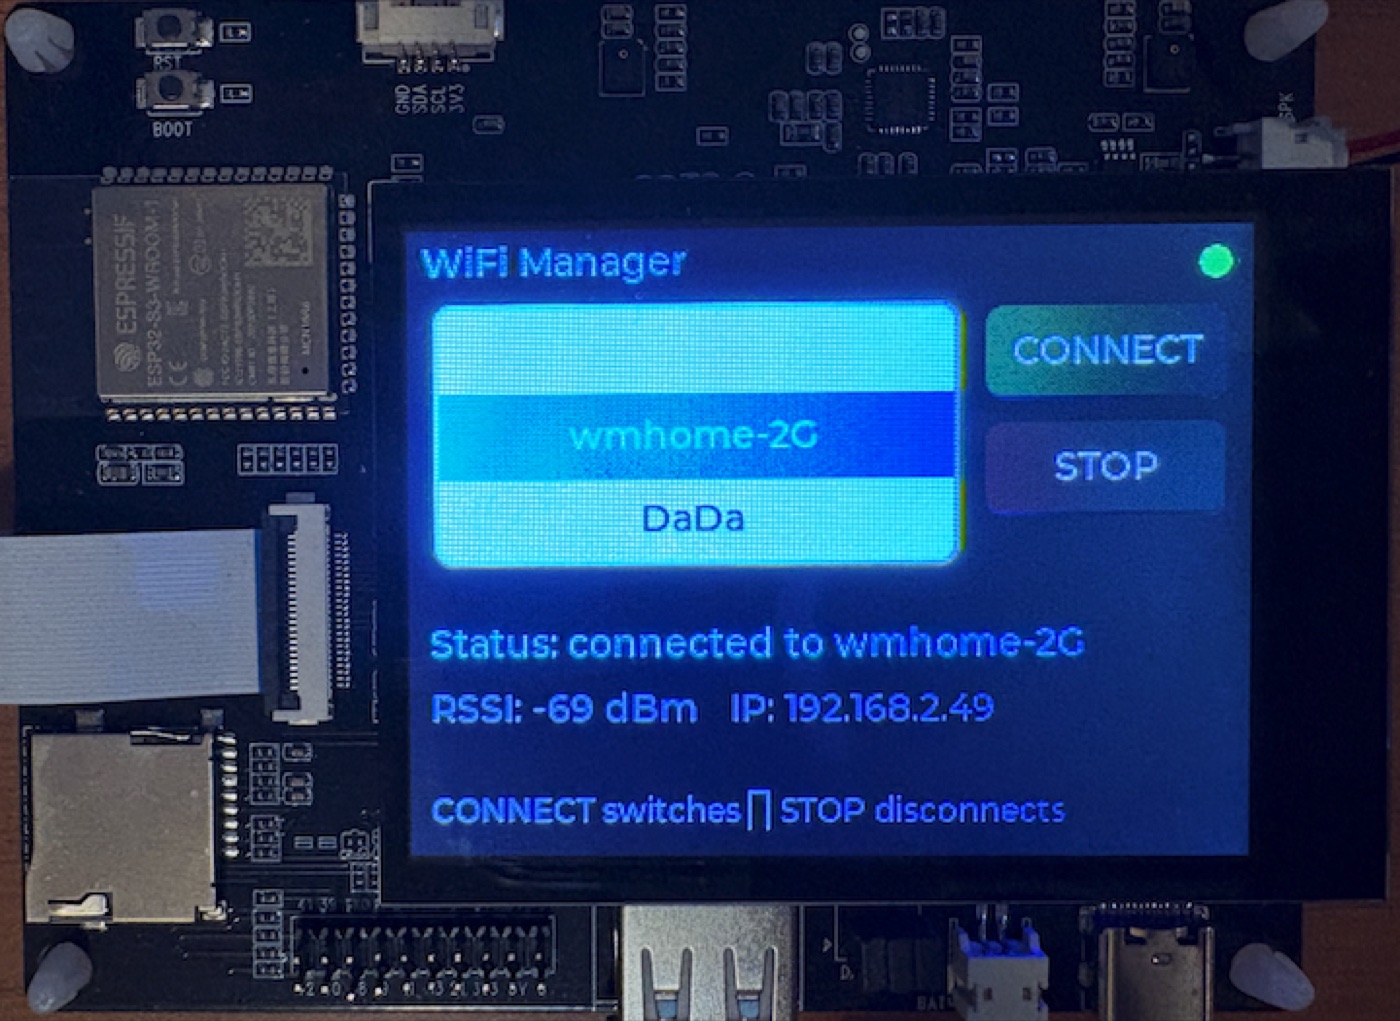 RST
BOOT
GND
SDA
SCL
3V3
SPK
ESPRESSIF
ESP32-S3-WROOM-1
WiFi Manager
CONNECT
wmhome-2G
STOP
DaDa
Status: connected to wmhome-2G
RSSI: -69 dBm IP: 192.168.2.49
CONNECT switches STOP disconnects